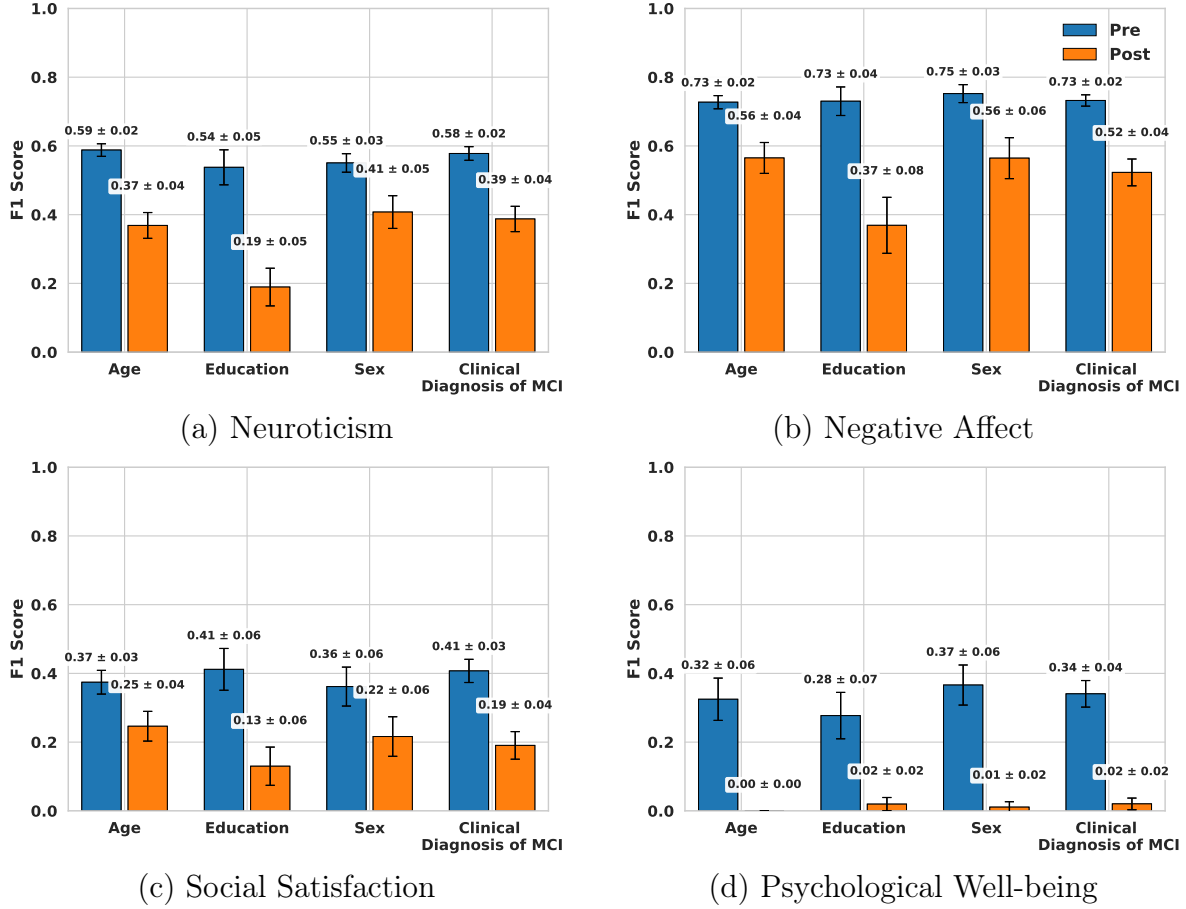 1.0
0.8
0.6
0.4
0.2
0.0
F1 Score
0.59 ± 0.02
0.37 ± 0.04
0.54 ± 0.05
0.19 ± 0.05
0.55 ± 0.03
0.41 ± 0.05
0.58 ± 0.02
0.39 ± 0.04
Age
Education
Sex
Clinical
Diagnosis of MCI
(a) Neuroticism
1.0
0.8
0.6
0.4
0.2
0.0
F1 Score
Pre
Post
0.73 ± 0.02
0.56 ± 0.04
0.73 ± 0.04
0.37 ± 0.08
0.75 ± 0.03
0.56 ± 0.06
0.73 ± 0.02
0.52 ± 0.04
Age
Education
Sex
Clinical
Diagnosis of MCI
(b) Negative Affect
1.0
0.8
0.6
0.4
0.2
0.0
F1 Score
0.37 ± 0.03
0.25 ± 0.04
0.41 ± 0.06
0.13 ± 0.06
0.36 ± 0.06
0.22 ± 0.06
0.41 ± 0.03
0.19 ± 0.04
Age
Education
Sex
Clinical
Diagnosis of MCI
(c) Social Satisfaction
1.0
0.8
0.6
0.4
0.2
0.0
F1 Score
0.32 ± 0.06
0.00 ± 0.00
0.28 ± 0.07
0.02 ± 0.02
0.37 ± 0.06
0.01 ± 0.02
0.34 ± 0.04
0.02 ± 0.02
Age
Education
Sex
Clinical
Diagnosis of MCI
(d) Psychological Well-being